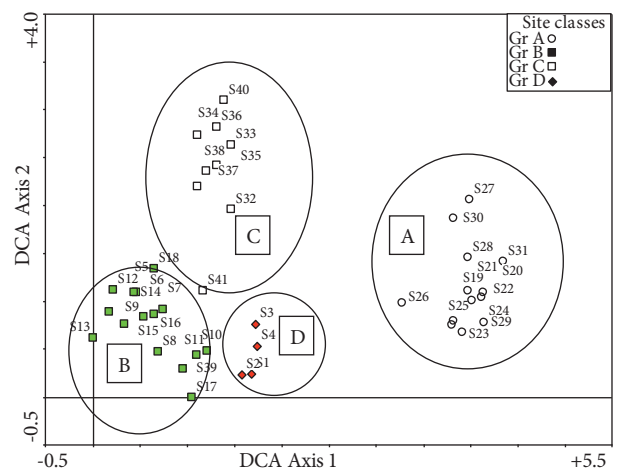 +4.0
Site classes
Gr A
Gr B
Gr C
Gr D
S40
S34 S36
S33
S38 S35
S37
S32
C
A
S27
S30
S28 S31
S21 S20
S19 S22
S26 S25 S24
S29
S23
S18
S5
S12 S6
S14 S7
S41
S9
S13 S15 S16
S8 S11 S10
S39
S17
B
S3
S4
D
S2 S1
DCA Axis 2
-0.5
-0.5 DCA Axis 1 +5.5